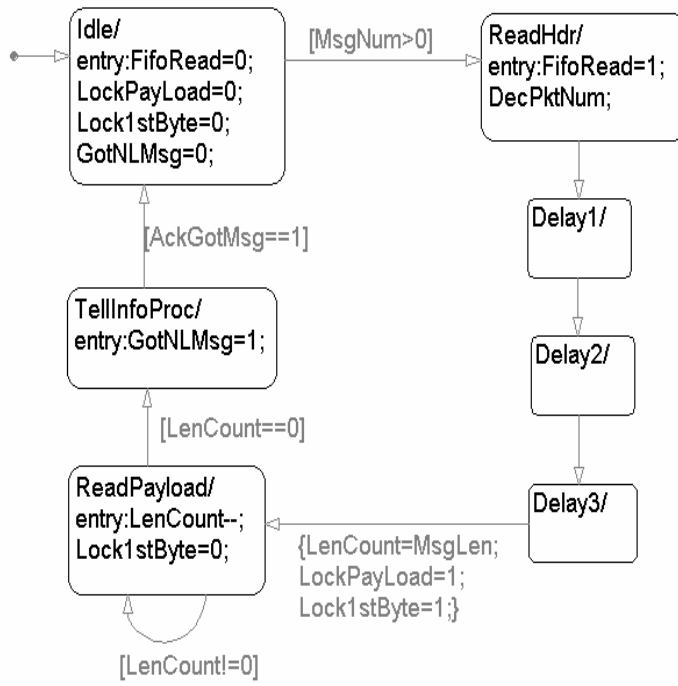 Idle/
entry:FifoRead=0;
LockPayLoad=0;
Lock1stByte=0;
GotNLMsg=0;
[MsgNum>0]
ReadHdr/
entry:FifoRead=1;
DecPktNum;
Delay1/
Delay2/
Delay3/
{LenCount=MsgLen;
LockPayLoad=1;
Lock1stByte=1;}
ReadPayload/
entry:LenCount--;
Lock1stByte=0;
[LenCount!=0]
[LenCount==0]
TellInfoProc/
entry:GotNLMsg=1;
[AckGotMsg==1]